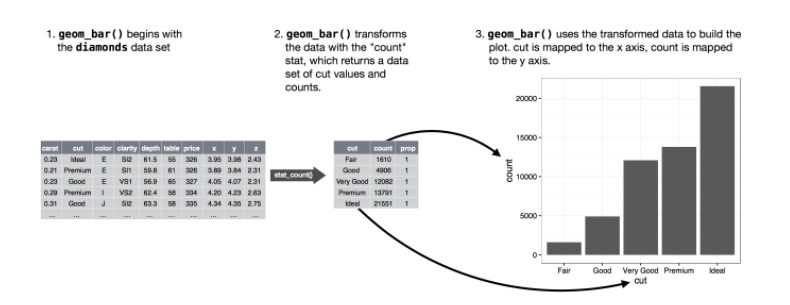 1. geom_bar() begins with
the diamonds data set
2. geom_bar() transforms
the data with the "count"
stat, which returns a data
set of cut values and
counts.
3. geom_bar() uses the transformed data to build the
plot. cut is mapped to the x axis, count is mapped
to the y axis.
carat cut color clarity depth table price x y z
0.23 Ideal E SI2 61.5 55 326 3.95 3.98 2.43
0.21 Premium E SI1 59.8 61 326 3.89 3.84 2.31
0.23 Good E VS1 56.9 65 327 4.05 4.07 2.31
0.29 Premium I VS2 62.4 58 334 4.20 4.23 2.63
0.31 Good J SI2 63.3 58 335 4.34 4.35 2.75
... ... ... ... ... ... ... ... ... ...
stat_count()
cut count prop
Fair 1610 1
Good 4906 1
Very Good 12082 1
Premium 13791 1
Ideal 21551 1
... ... ...
count
20000
15000
10000
5000
0
Fair Good Very Good Premium Ideal
cut